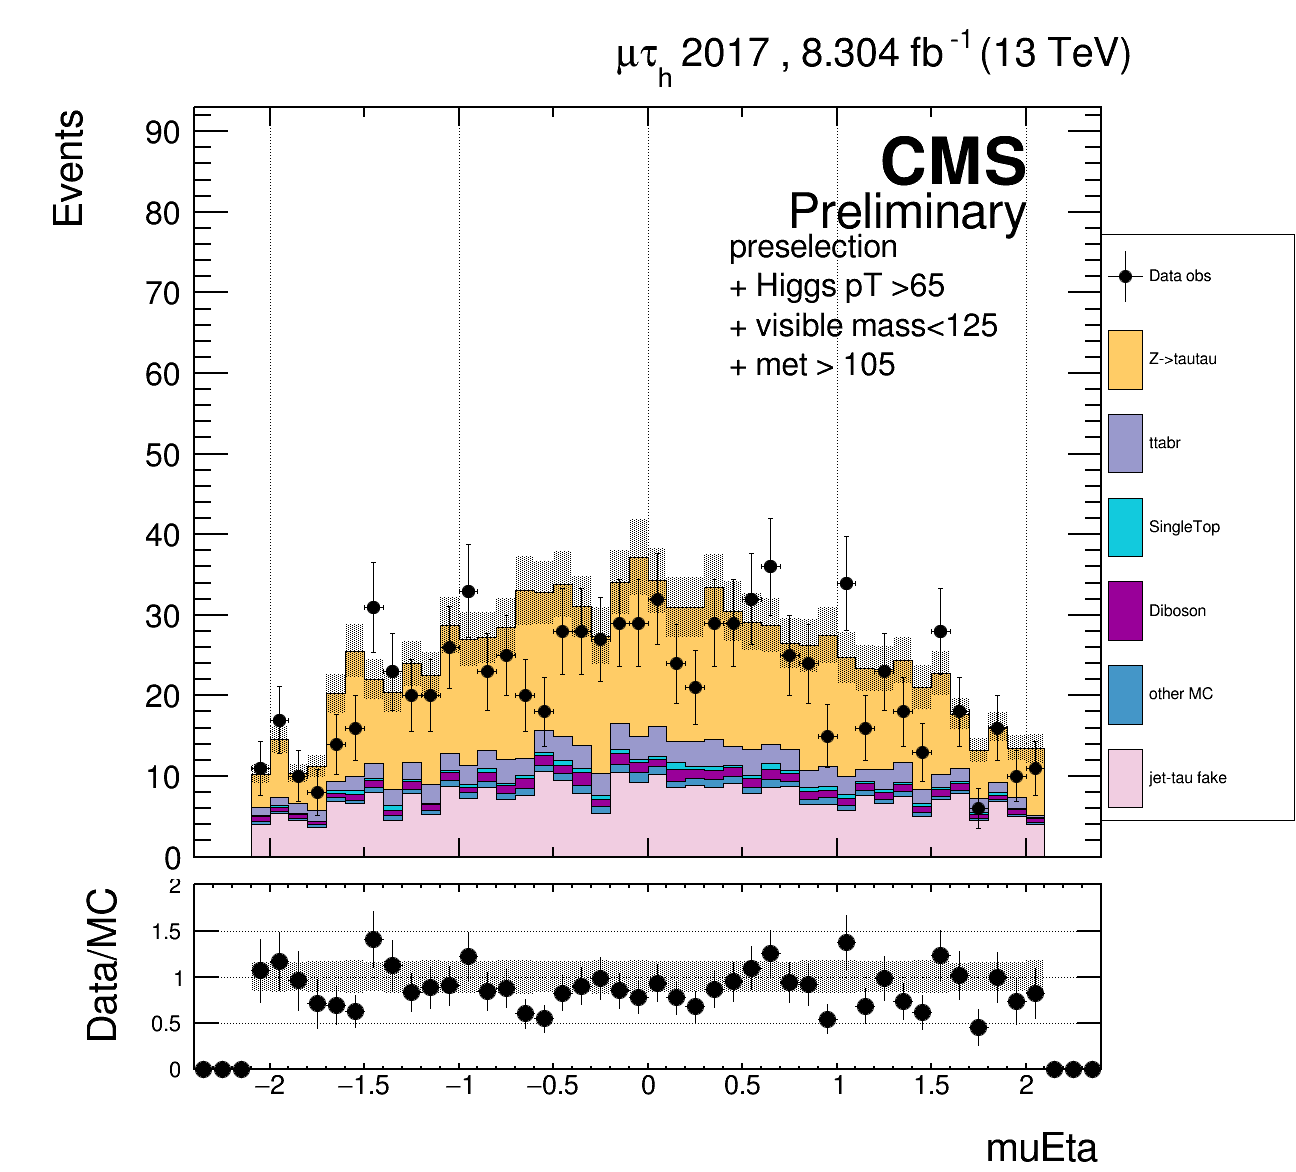 μτh 2017 , 8.304 fb-1 (13 TeV)
Events
90
80
70
60
50
40
30
20
10
0
CMS
Preliminary
preselection
+ Higgs pT >65
+ visible mass<125
+ met > 105
Data obs
Z->tautau
ttabr
SingleTop
Diboson
other MC
jet-tau fake
Data/MC
2
1.5
1
0.5
0
−2 −1.5 −1 −0.5 0 0.5 1 1.5 2
muEta